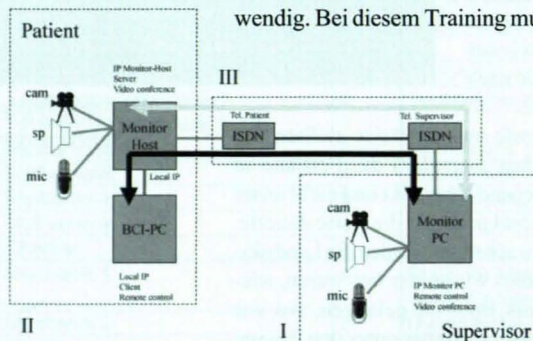 wendig. Bei diesem Training mu
Patient
IP Monitor-Host
Server
Video conference
cam
sp
mic
Monitor
Host
Local IP
BCI-PC
Local IP
Client
Remote control
II
III
Tel. Patient
ISDN
Tel. Supervisor
ISDN
cam
sp
mic
Monitor
PC
IP Monitor PC
Remote control
Video conference
I
Supervisor